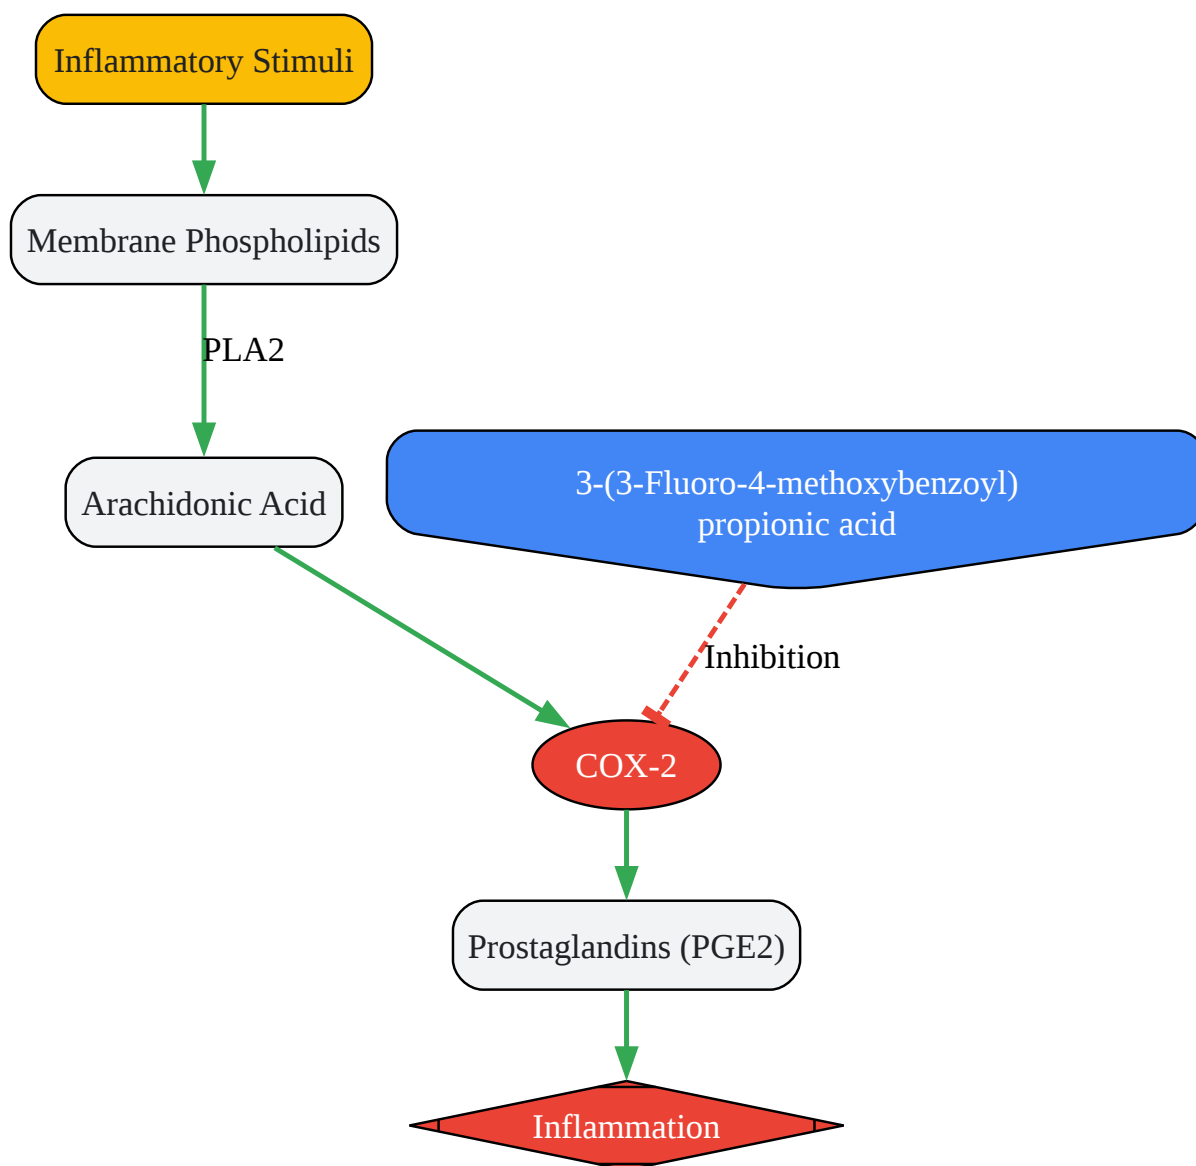 Inflammatory Stimuli
Membrane Phospholipids
PLA2
Arachidonic Acid
3-(3-Fluoro-4-methoxybenzoyl)
propionic acid
Inhibition
COX-2
Prostaglandins (PGE2)
Inflammation